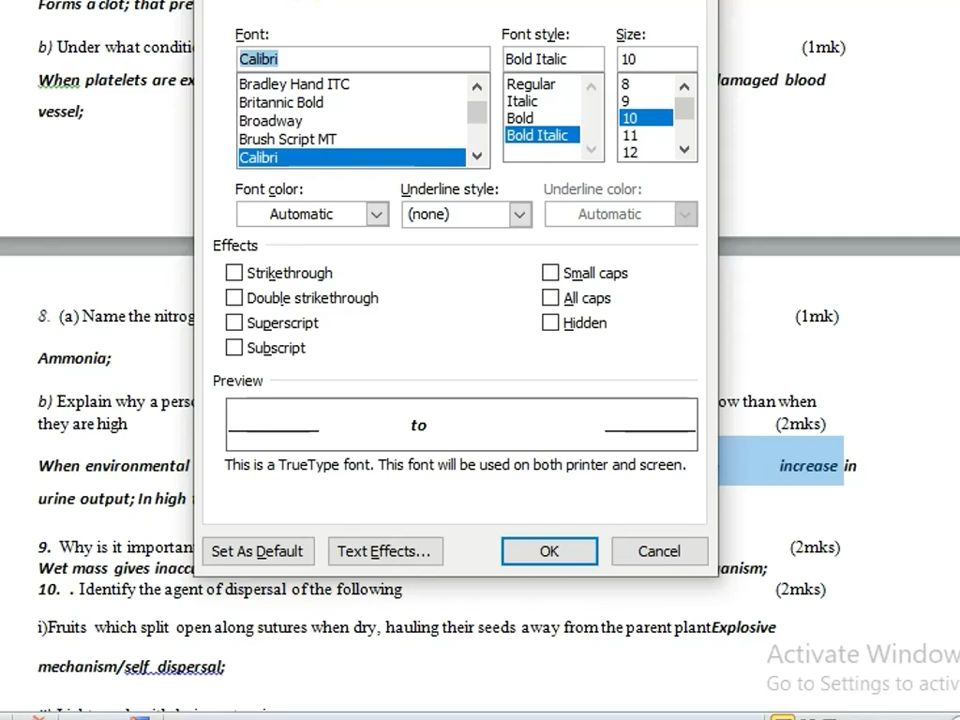 Forms a clot; that pre
b) Under what conditi (1mk)
When platelets are ex damaged blood
vessel;
Font: Font style: Size:
Calibri Bold Italic 10
Bradley Hand ITC Regular 8
Britannic Bold Italic 9
Broadway Bold 10
Brush Script MT Bold Italic 11
Calibri 12
Font color: Underline style: Underline color:
Automatic (none) Automatic
Effects
Strikethrough Small caps
Double strikethrough All caps
Superscript Hidden
Subscript
Preview
to
This is a TrueType font. This font will be used on both printer and screen.
Set As Default Text Effects... OK Cancel
8. (a) Name the nitrog (1mk)
Ammonia;
b) Explain why a perso ow than when
they are high (2mks)
When environmental increase in
urine output; In high
9. Why is it important (2mks)
Wet mass gives inacc anism;
10. . Identify the agent of dispersal of the following (2mks)
i)Fruits which split open along sutures when dry, hauling their seeds away from the parent plantExplosive
mechanism/self dispersal;
Activate Window
Go to Settings to activ